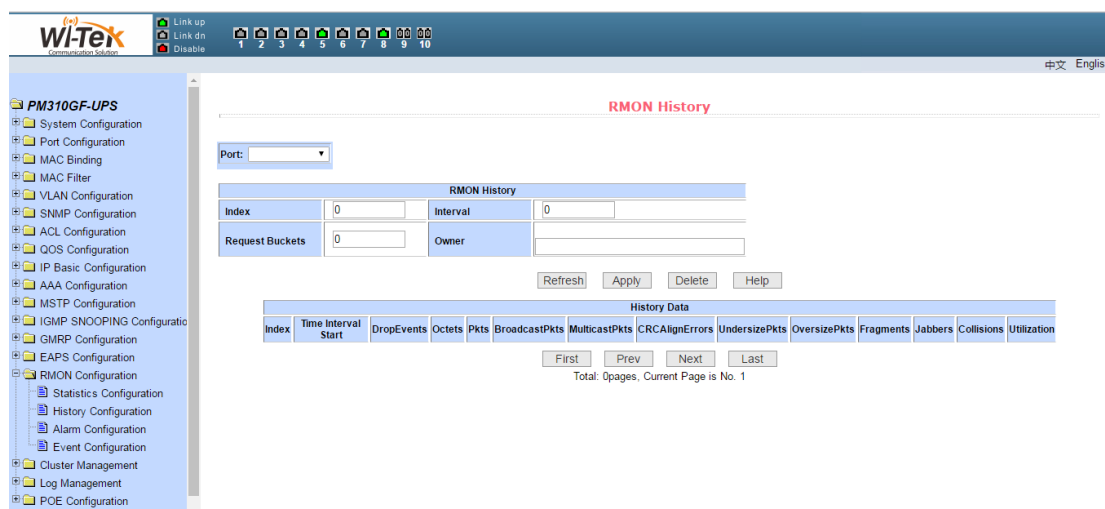 Wi-Tek
Communication Solution
Link up
Link dn
Disable
1 2 3 4 5 6 7 8 9 10
中文 Englis
PM310GF-UPS
System Configuration
Port Configuration
MAC Binding
MAC Filter
VLAN Configuration
SNMP Configuration
ACL Configuration
QOS Configuration
IP Basic Configuration
AAA Configuration
MSTP Configuration
IGMP SNOOPING Configuratio
GMRP Configuration
EAPS Configuration
RMON Configuration
Statistics Configuration
History Configuration
Alarm Configuration
Event Configuration
Cluster Management
Log Management
POE Configuration
RMON History
Port:
RMON History
Index 0 Interval 0
Request Buckets 0 Owner
Refresh Apply Delete Help
History Data
Index Time Interval Start DropEvents Octets Pkts BroadcastPkts MulticastPkts CRCAlignErrors UndersizePkts OversizePkts Fragments Jabbers Collisions Utilization
First Prev Next Last
Total: 0pages, Current Page is No. 1